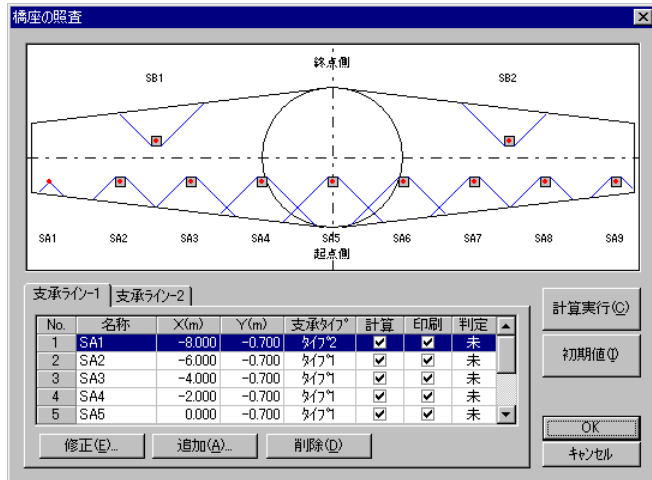 橋座の照査
終点側
SB1 SB2
SA1 SA2 SA3 SA4 SA5 SA6 SA7 SA8 SA9
起点側
支承ライン-1 支承ライン-2
No. 名称 X(m) Y(m) 支承タイプ 計算 印刷 判定
1 SA1 -8.000 -0.700 タイプ2 未
2 SA2 -6.000 -0.700 タイプ1 未
3 SA3 -4.000 -0.700 タイプ1 未
4 SA4 -2.000 -0.700 タイプ1 未
5 SA5 0.000 -0.700 タイプ1 未
修正(E)... 追加(A)... 削除(D)
計算実行(C)
初期値(I)
OK
キャンセル